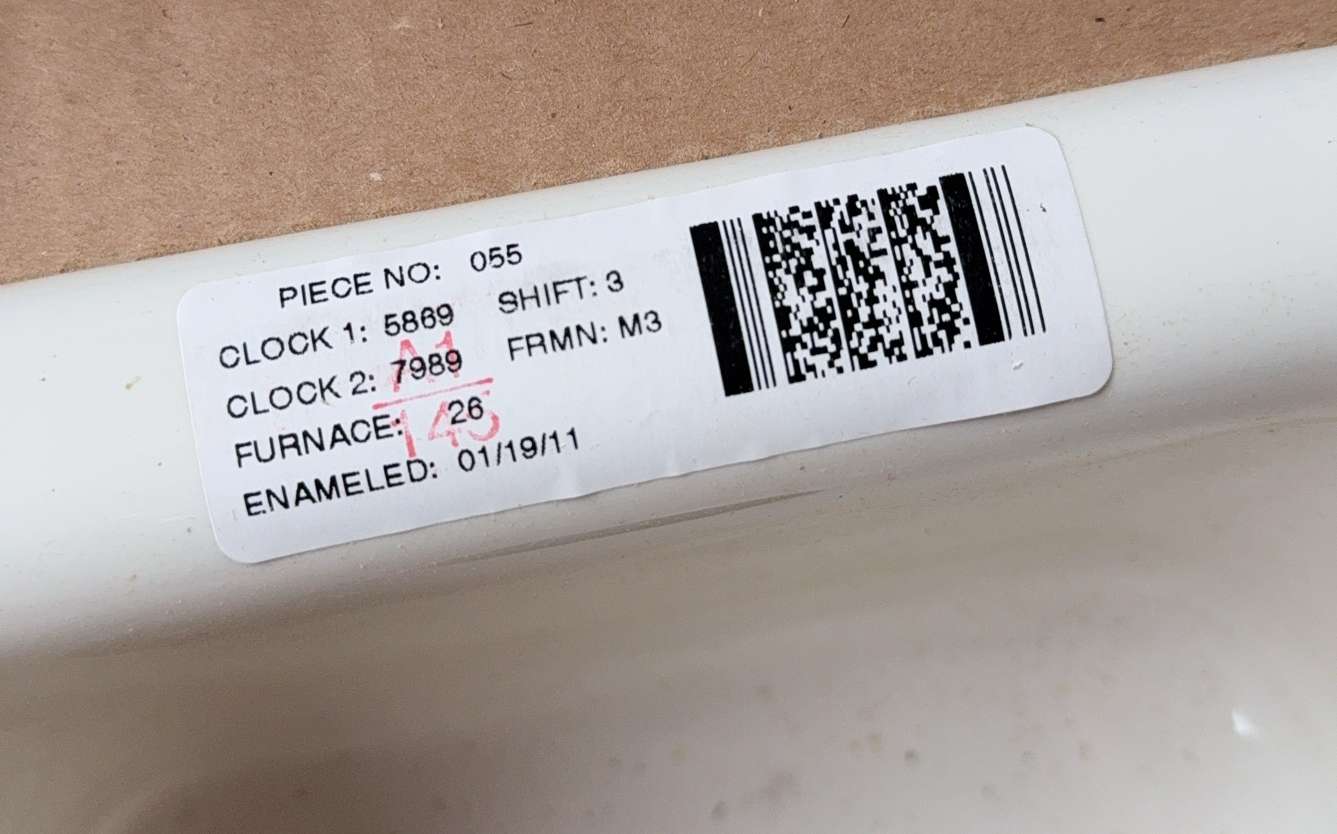 PIECE NO: 055
CLOCK 1: 5869 SHIFT: 3
CLOCK 2: 7989 FRMN: M3
A1
FURNACE: 26
145
ENAMELED: 01/19/11